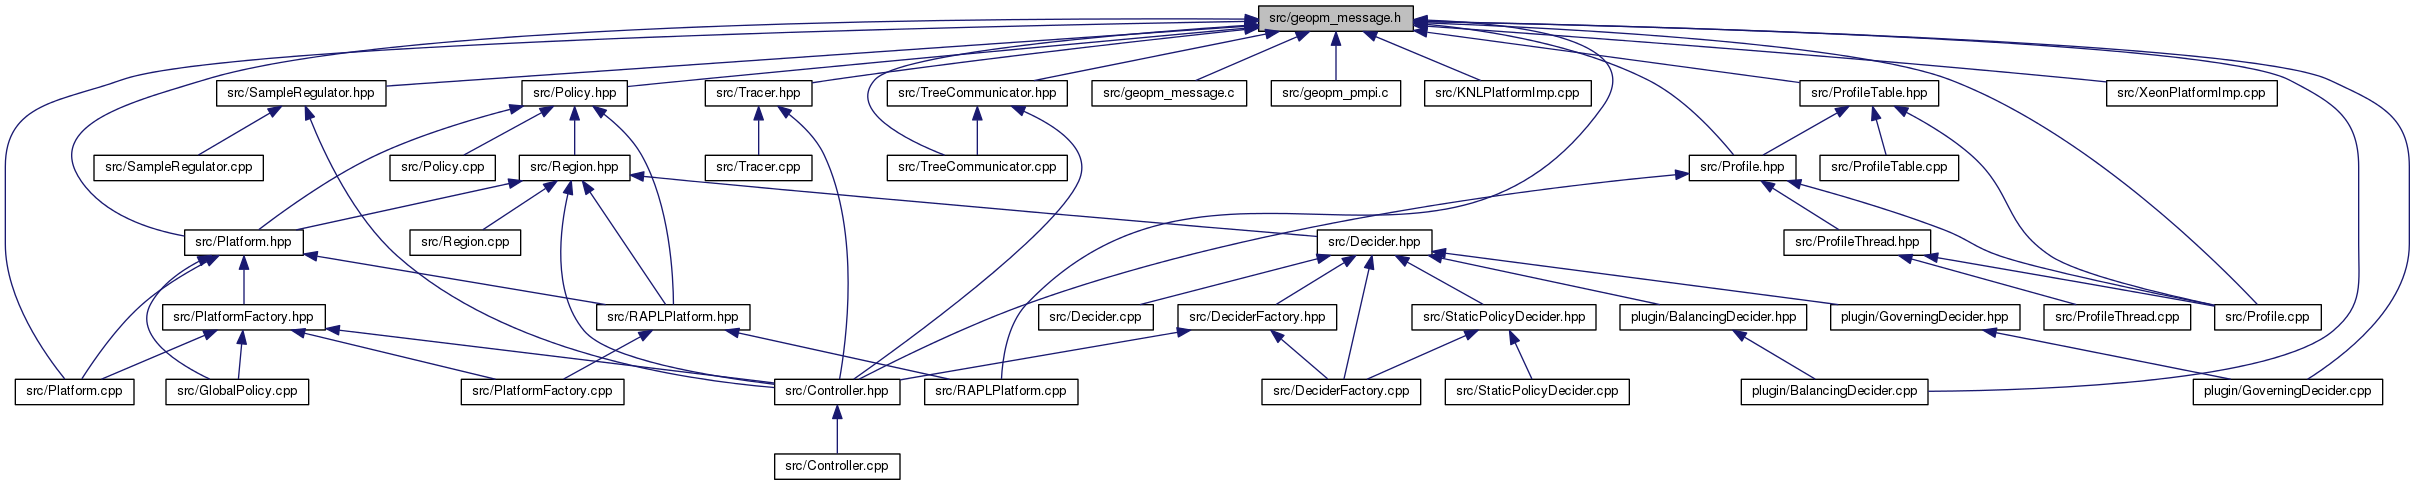 src/geopm_message.h
src/SampleRegulator.hpp
src/Policy.hpp
src/Tracer.hpp
src/TreeCommunicator.hpp
src/geopm_message.c
src/geopm_pmpi.c
src/KNLPlatformImp.cpp
src/ProfileTable.hpp
src/XeonPlatformImp.cpp
src/SampleRegulator.cpp
src/Policy.cpp
src/Region.hpp
src/Tracer.cpp
src/TreeCommunicator.cpp
src/Profile.hpp
src/ProfileTable.cpp
src/Platform.hpp
src/Region.cpp
src/Decider.hpp
src/ProfileThread.hpp
src/PlatformFactory.hpp
src/RAPLPlatform.hpp
src/Decider.cpp
src/DeciderFactory.hpp
src/StaticPolicyDecider.hpp
plugin/BalancingDecider.hpp
plugin/GoverningDecider.hpp
src/ProfileThread.cpp
src/Profile.cpp
src/Platform.cpp
src/GlobalPolicy.cpp
src/PlatformFactory.cpp
src/Controller.hpp
src/RAPLPlatform.cpp
src/DeciderFactory.cpp
src/StaticPolicyDecider.cpp
plugin/BalancingDecider.cpp
plugin/GoverningDecider.cpp
src/Controller.cpp